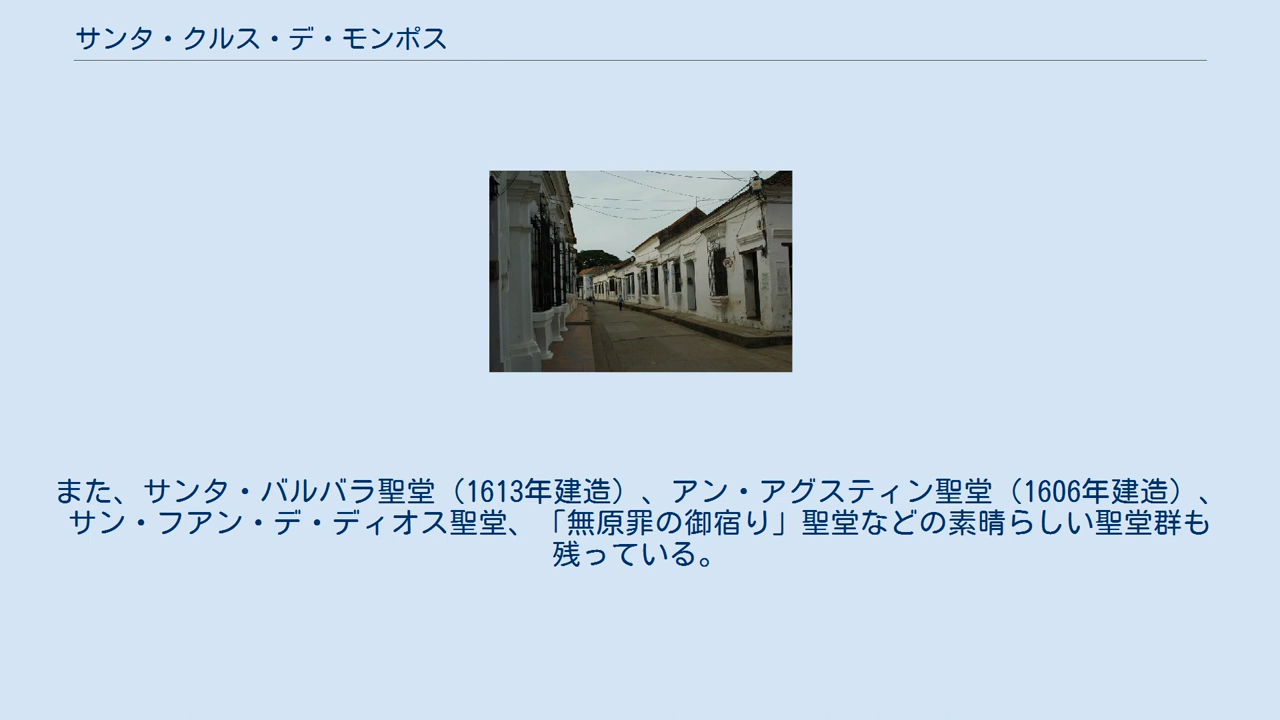 サンタ・クルス・デ・モンポス
また、サンタ・バルバラ聖堂（1613年建造）、アン・アグスティン聖堂（1606年建造）、
サン・フアン・デ・ディオス聖堂、「無原罪の御宿り」聖堂などの素晴らしい聖堂群も
残っている。